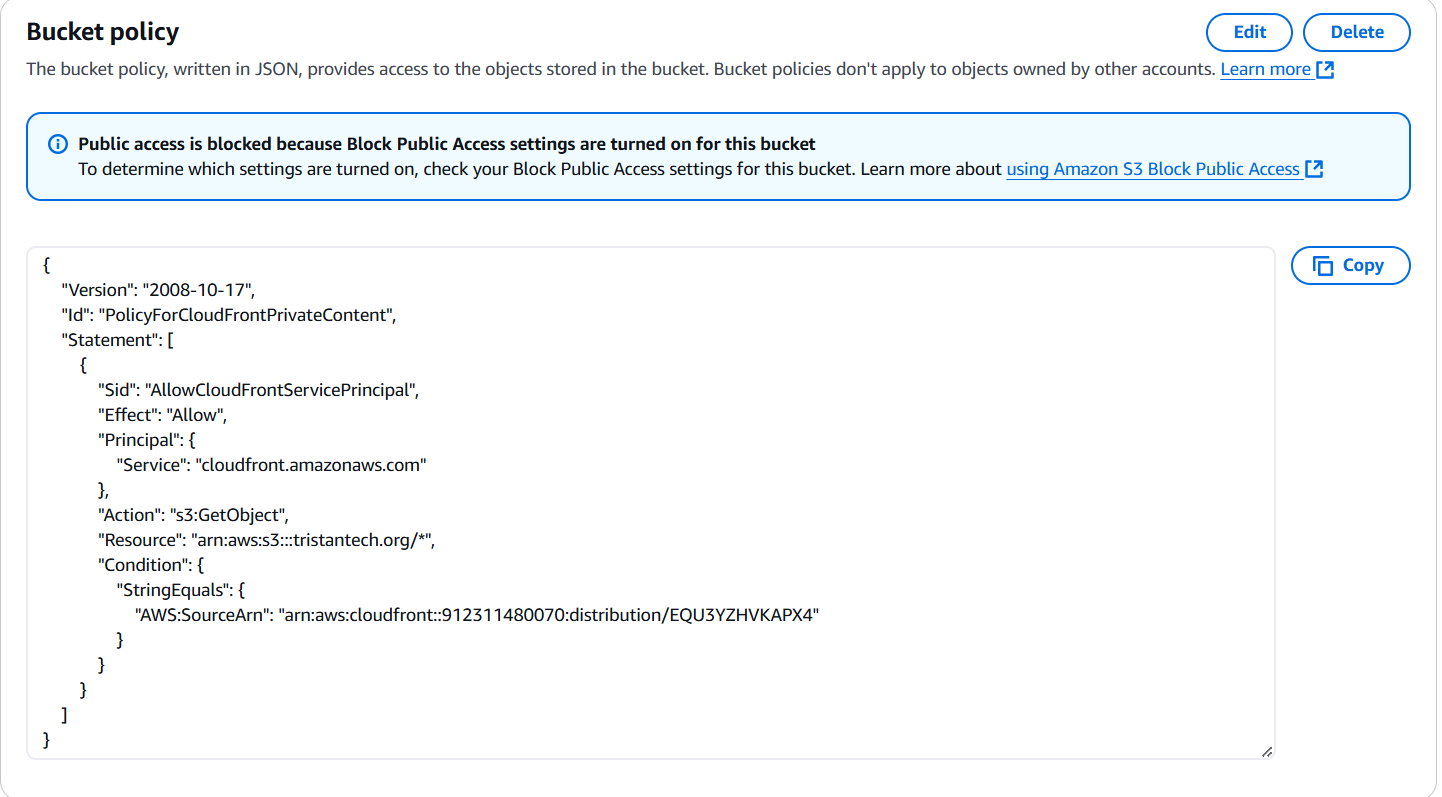 Bucket policy
Edit
Delete
The bucket policy, written in JSON, provides access to the objects stored in the bucket. Bucket policies don't apply to objects owned by other accounts. Learn more
Public access is blocked because Block Public Access settings are turned on for this bucket
To determine which settings are turned on, check your Block Public Access settings for this bucket. Learn more about using Amazon S3 Block Public Access
Copy
{
"Version": "2008-10-17",
"Id": "PolicyForCloudFrontPrivateContent",
"Statement": [
{
"Sid": "AllowCloudFrontServicePrincipal",
"Effect": "Allow",
"Principal": {
"Service": "cloudfront.amazonaws.com"
},
"Action": "s3:GetObject",
"Resource": "arn:aws:s3:::tristantech.org/*",
"Condition": {
"StringEquals": {
"AWS:SourceArn": "arn:aws:cloudfront::912311480070:distribution/EQU3YZHVKAPX4"
}
}
}
]
}